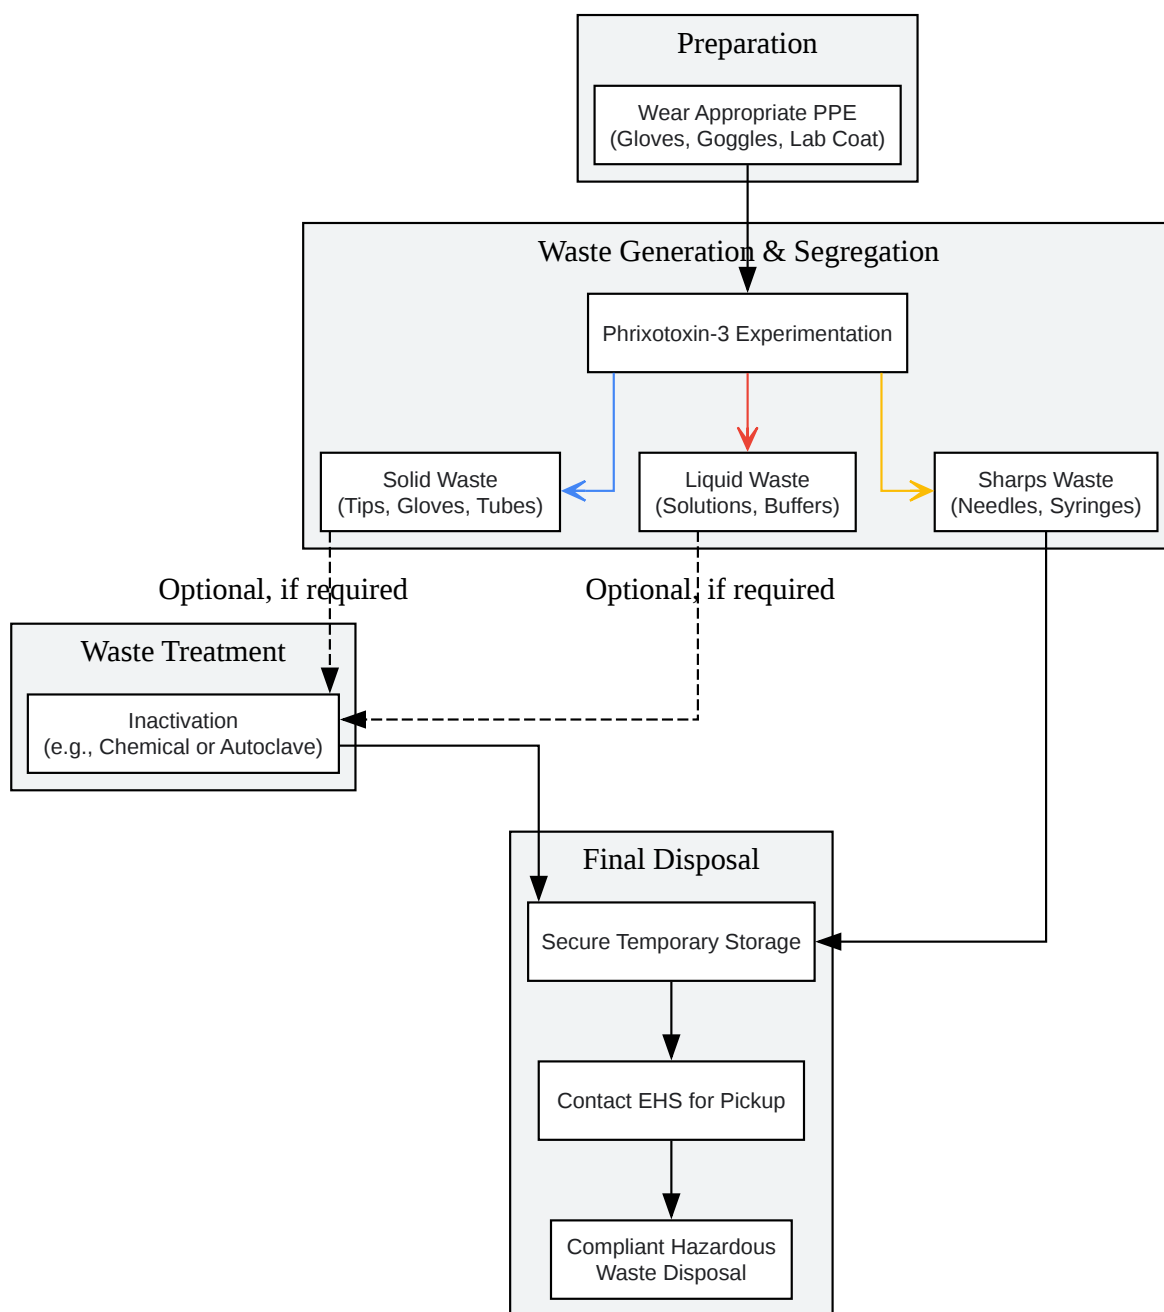 Preparation
Wear Appropriate PPE
(Gloves, Goggles, Lab Coat)
Waste Generation & Segregation
Phrixotoxin-3 Experimentation
Solid Waste
(Tips, Gloves, Tubes)
Liquid Waste
(Solutions, Buffers)
Sharps Waste
(Needles, Syringes)
Optional, if required
Optional, if required
Waste Treatment
Inactivation
(e.g., Chemical or Autoclave)
Final Disposal
Secure Temporary Storage
Contact EHS for Pickup
Compliant Hazardous
Waste Disposal